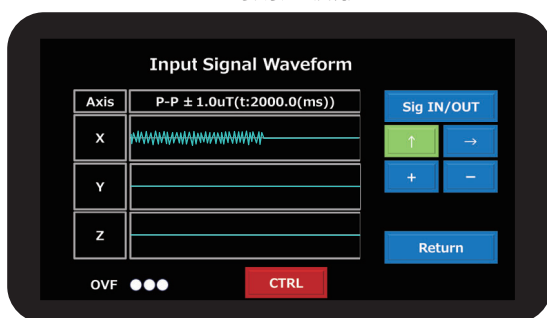 Input Signal Waveform
Axis P-P ± 1.0uT(t:2000.0(ms))
Sig IN/OUT
X
↑ →
Y
+ −
Z
Return
OVF
CTRL